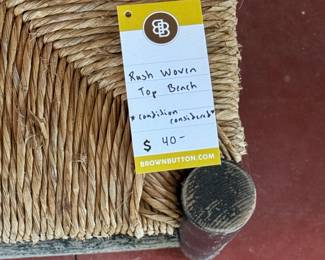 Rush Woven
Top Bench
*condition
considered*
$ 40-
BROWNBUTTON.COM